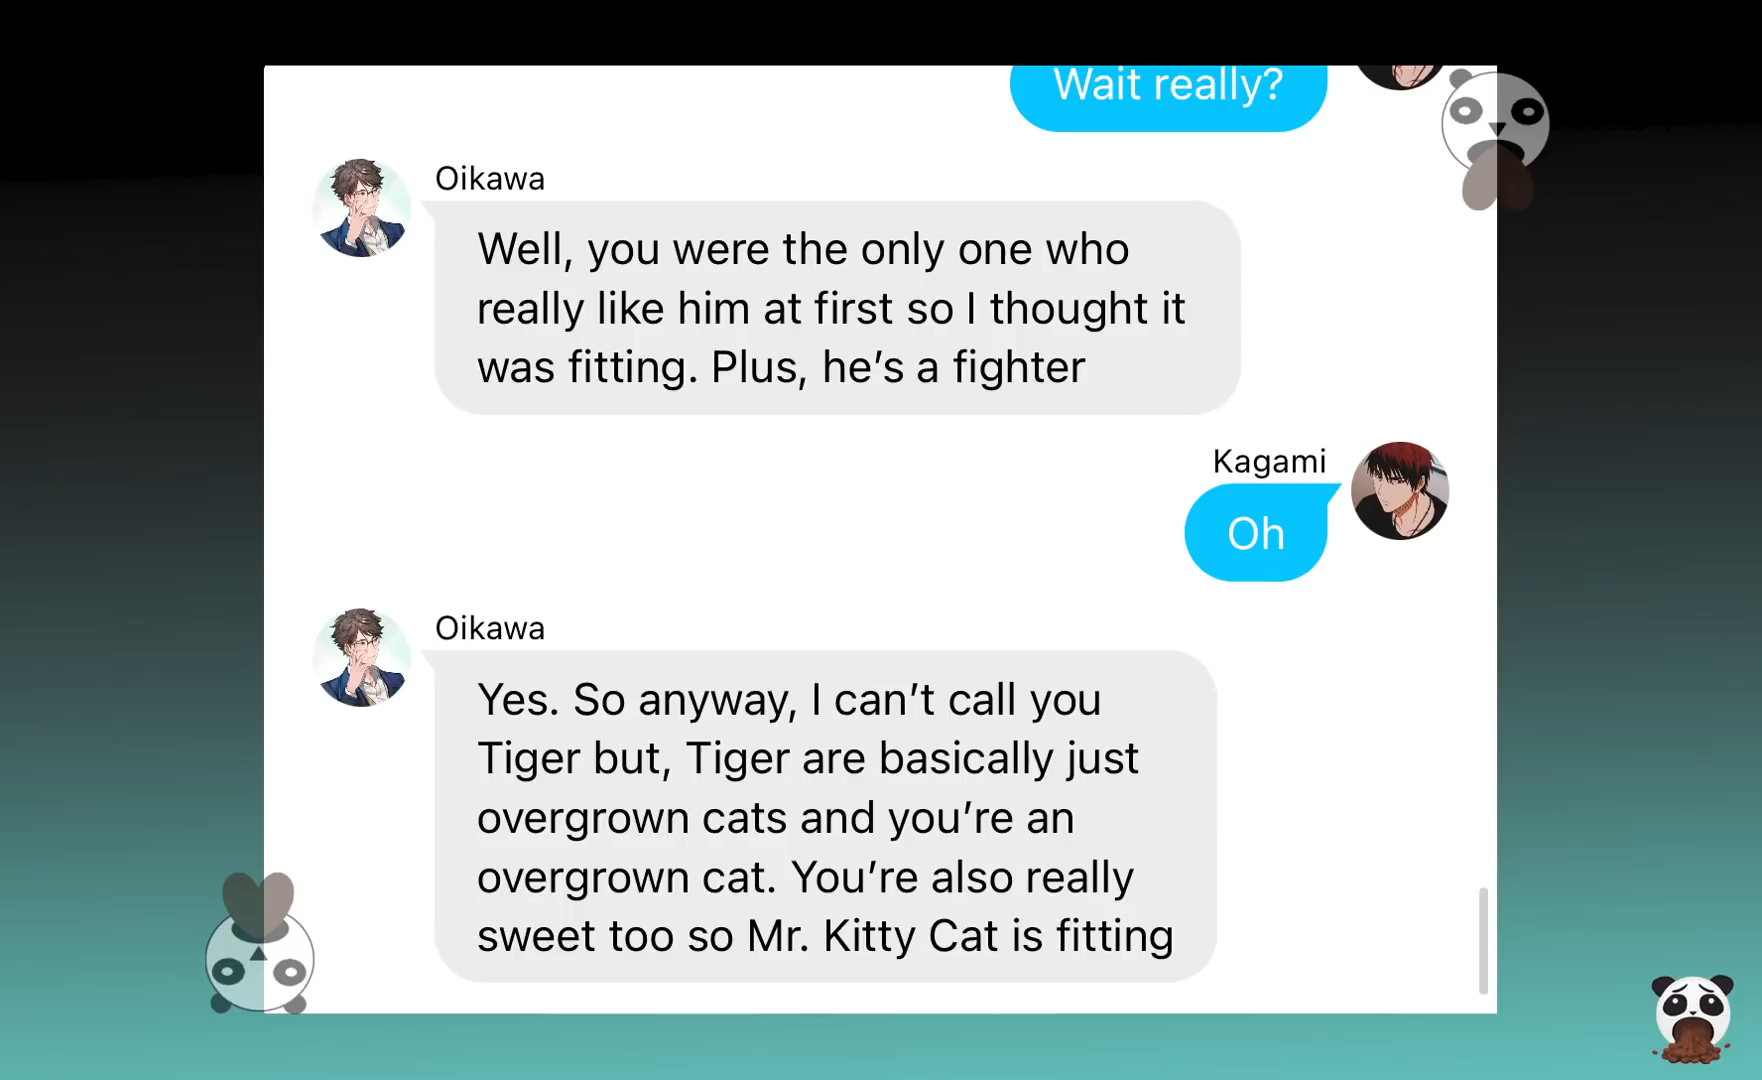 Wait really?
Oikawa
Well, you were the only one who
really like him at first so I thought it
was fitting. Plus, he’s a fighter
Kagami
Oh
Oikawa
Yes. So anyway, I can’t call you
Tiger but, Tiger are basically just
overgrown cats and you’re an
overgrown cat. You’re also really
sweet too so Mr. Kitty Cat is fitting